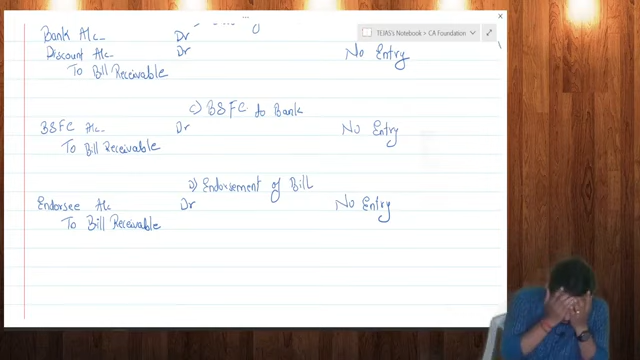 Bank A/c Dr
TEJAS's Notebook > CA Foundation
Discount A/c Dr No Entry
To Bill Receivable
c) BSFC to Bank
BSFC A/c Dr No Entry
To Bill Receivable
d) Endorsement of Bill
Endorsee A/c Dr No Entry
To Bill Receivable